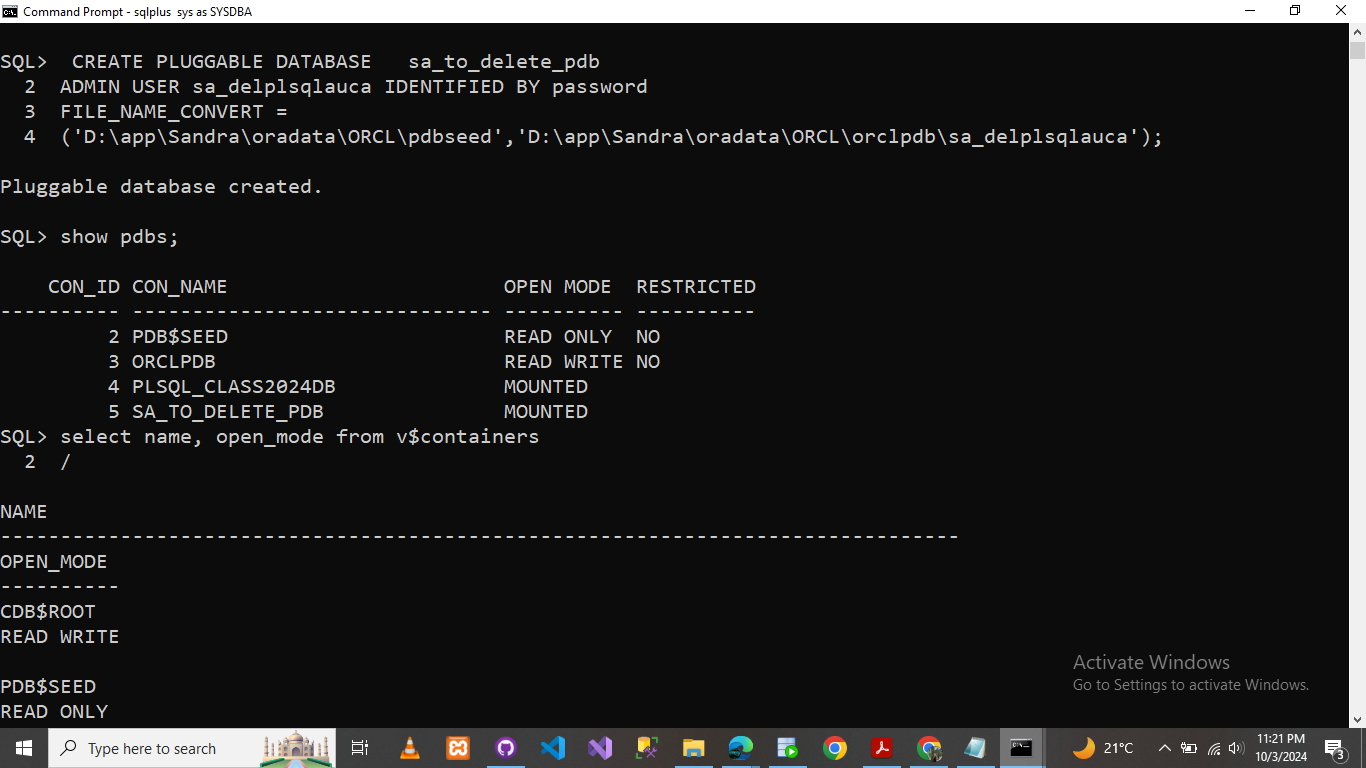 Command Prompt - sqlplus  sys as SYSDBA
SQL>  CREATE PLUGGABLE DATABASE   sa_to_delete_pdb
  2  ADMIN USER sa_delplsqlauca IDENTIFIED BY password
  3  FILE_NAME_CONVERT =
  4  ('D:\app\Sandra\oradata\ORCL\pdbseed','D:\app\Sandra\oradata\ORCL\orclpdb\sa_delplsqlauca');
Pluggable database created.
SQL> show pdbs;
    CON_ID CON_NAME                       OPEN MODE  RESTRICTED
---------- ------------------------------ ---------- ----------
         2 PDB$SEED                       READ ONLY  NO
         3 ORCLPDB                        READ WRITE NO
         4 PLSQL_CLASS2024DB              MOUNTED
         5 SA_TO_DELETE_PDB               MOUNTED
SQL> select name, open_mode from v$containers
  2  /
NAME
--------------------------------------------------------------------------------
OPEN_MODE
----------
CDB$ROOT
READ WRITE
PDB$SEED
READ ONLY
Activate Windows
Go to Settings to activate Windows.
Type here to search
21°C
11:21 PM
10/3/2024
3